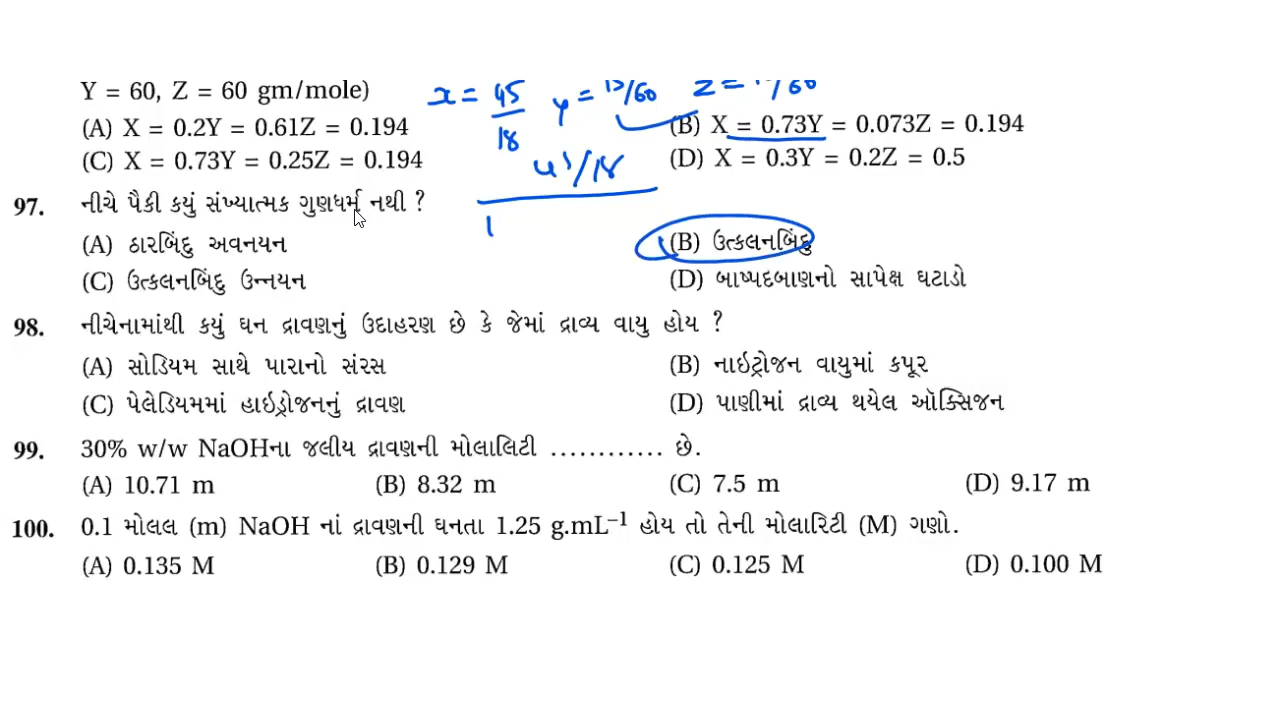 Y = 60, Z = 60 gm/mole) x = 45/18 y = 15/60 z = /60
(A) X = 0.2Y = 0.61Z = 0.194 (B) X = 0.73Y = 0.073Z = 0.194
(C) X = 0.73Y = 0.25Z = 0.194 45/18 (D) X = 0.3Y = 0.2Z = 0.5
97. નીચે પૈકી કયું સંખ્યાત્મક ગુણધર્મ નથી ?
(A) ઠારબિંદુ અવનયન (B) ઉત્કલનબિંદુ
(C) ઉત્કલનબિંદુ ઉન્નયન (D) બાષ્પદબાણનો સાપેક્ષ ઘટાડો
98. નીચેનામાંથી કયું ઘન દ્રાવણનું ઉદાહરણ છે કે જેમાં દ્રાવ્ય વાયુ હોય ?
(A) સોડિયમ સાથે પારાનો સંરસ (B) નાઇટ્રોજન વાયુમાં કપૂર
(C) પેલેડિયમમાં હાઇડ્રોજનનું દ્રાવણ (D) પાણીમાં દ્રાવ્ય થયેલ ઑક્સિજન
99. 30% w/w NaOHના જલીય દ્રાવણની મોલાલિટી ............ છે.
(A) 10.71 m (B) 8.32 m (C) 7.5 m (D) 9.17 m
100. 0.1 મોલલ (m) NaOH નાં દ્રાવણની ઘનતા 1.25 g.mL⁻¹ હોય તો તેની મોલારિટી (M) ગણો.
(A) 0.135 M (B) 0.129 M (C) 0.125 M (D) 0.100 M